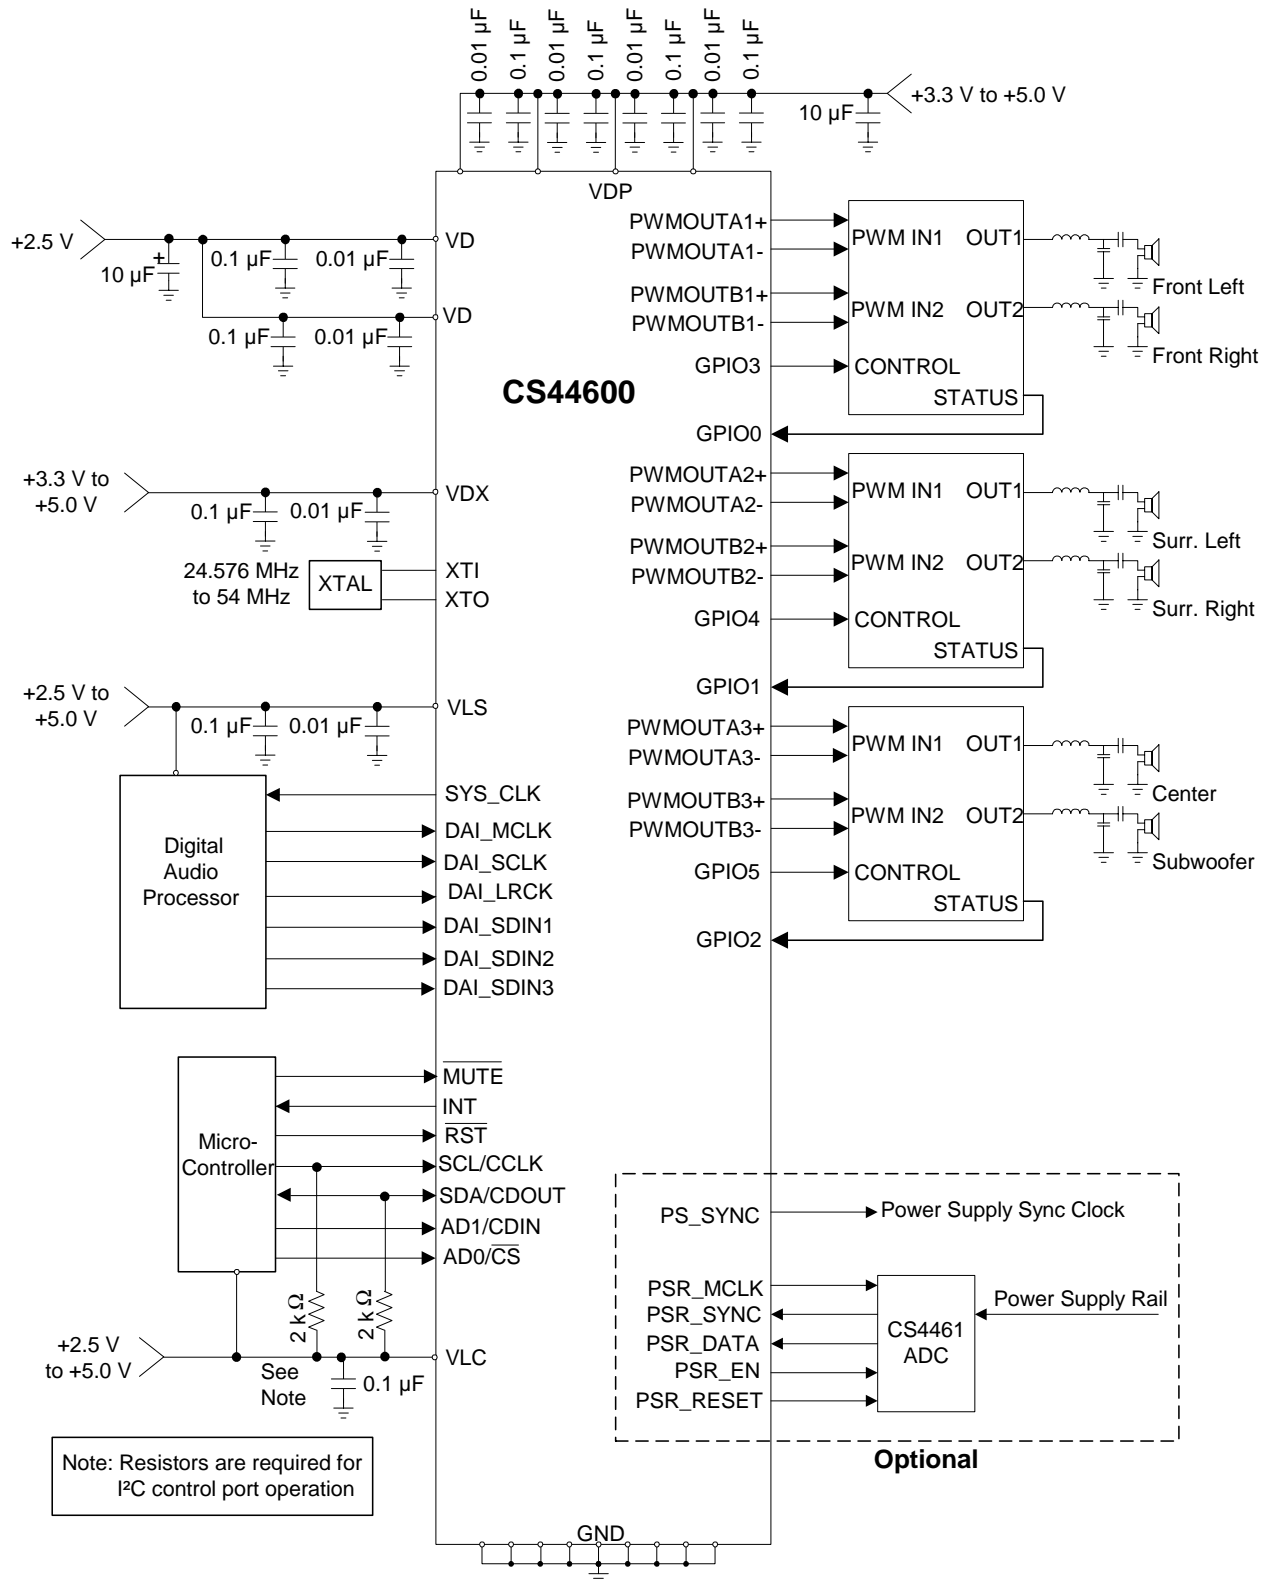 0.01 µF
0.1 µF
0.01 µF
0.1 µF
0.01 µF
0.1 µF
0.01 µF
0.1 µF
10 µF
+3.3 V to +5.0 V
VDP
+2.5 V
10 µF
+
0.1 µF
0.01 µF
VD
0.1 µF
0.01 µF
VD
CS44600
+3.3 V to
+5.0 V
0.1 µF
0.01 µF
VDX
24.576 MHz
to 54 MHz
XTAL
XTI
XTO
+2.5 V to
+5.0 V
0.1 µF
0.01 µF
VLS
Digital
Audio
Processor
SYS_CLK
DAI_MCLK
DAI_SCLK
DAI_LRCK
DAI_SDIN1
DAI_SDIN2
DAI_SDIN3
Micro-
Controller
MUTE
INT
RST
SCL/CCLK
SDA/CDOUT
AD1/CDIN
AD0/CS
2 kΩ
2 kΩ
+2.5 V
to +5.0 V
See
Note
0.1 µF
VLC
Note: Resistors are required for
I²C control port operation
PWMOUTA1+
PWMOUTA1-
PWMOUTB1+
PWMOUTB1-
GPIO3
GPIO0
PWM IN1
OUT1
PWM IN2
OUT2
CONTROL
STATUS
Front Left
Front Right
PWMOUTA2+
PWMOUTA2-
PWMOUTB2+
PWMOUTB2-
GPIO4
GPIO1
PWM IN1
OUT1
PWM IN2
OUT2
CONTROL
STATUS
Surr. Left
Surr. Right
PWMOUTA3+
PWMOUTA3-
PWMOUTB3+
PWMOUTB3-
GPIO5
GPIO2
PWM IN1
OUT1
PWM IN2
OUT2
CONTROL
STATUS
Center
Subwoofer
PS_SYNC
Power Supply Sync Clock
PSR_MCLK
PSR_SYNC
PSR_DATA
PSR_EN
PSR_RESET
CS4461
ADC
Power Supply Rail
Optional
GND